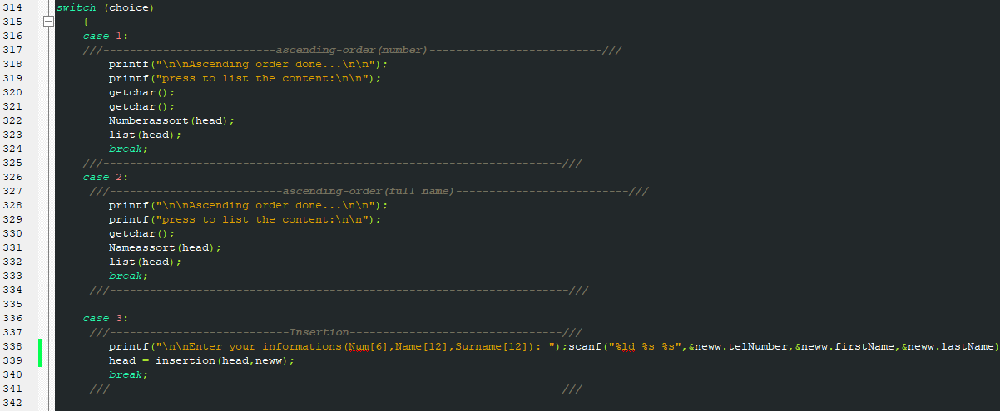 314 switch (choice)
315 {
316 case 1:
317 ///--------------------------ascending-order(number)--------------------------///
318 printf("\n\nAscending order done...\n\n");
319 printf("press to list the content:\n\n");
320 getchar();
321 getchar();
322 Numberassort(head);
323 list(head);
324 break;
325 ///---------------------------------------------------------------------///
326 case 2:
327 ///--------------------------ascending-order(full name)--------------------------///
328 printf("\n\nAscending order done...\n\n");
329 printf("press to list the content:\n\n");
330 getchar();
331 Nameassort(head);
332 list(head);
333 break;
334 ///---------------------------------------------------------------------///
335
336 case 3:
337 ///---------------------------Insertion--------------------------------///
338 printf("\n\nEnter your informations(Num[6],Name[12],Surname[12]): ");scanf("%ld %s %s",&neww.telNumber,&neww.firstName,&neww.lastName)
339 head = insertion(head,neww);
340 break;
341 ///--------------------------------------------------------------------///
342